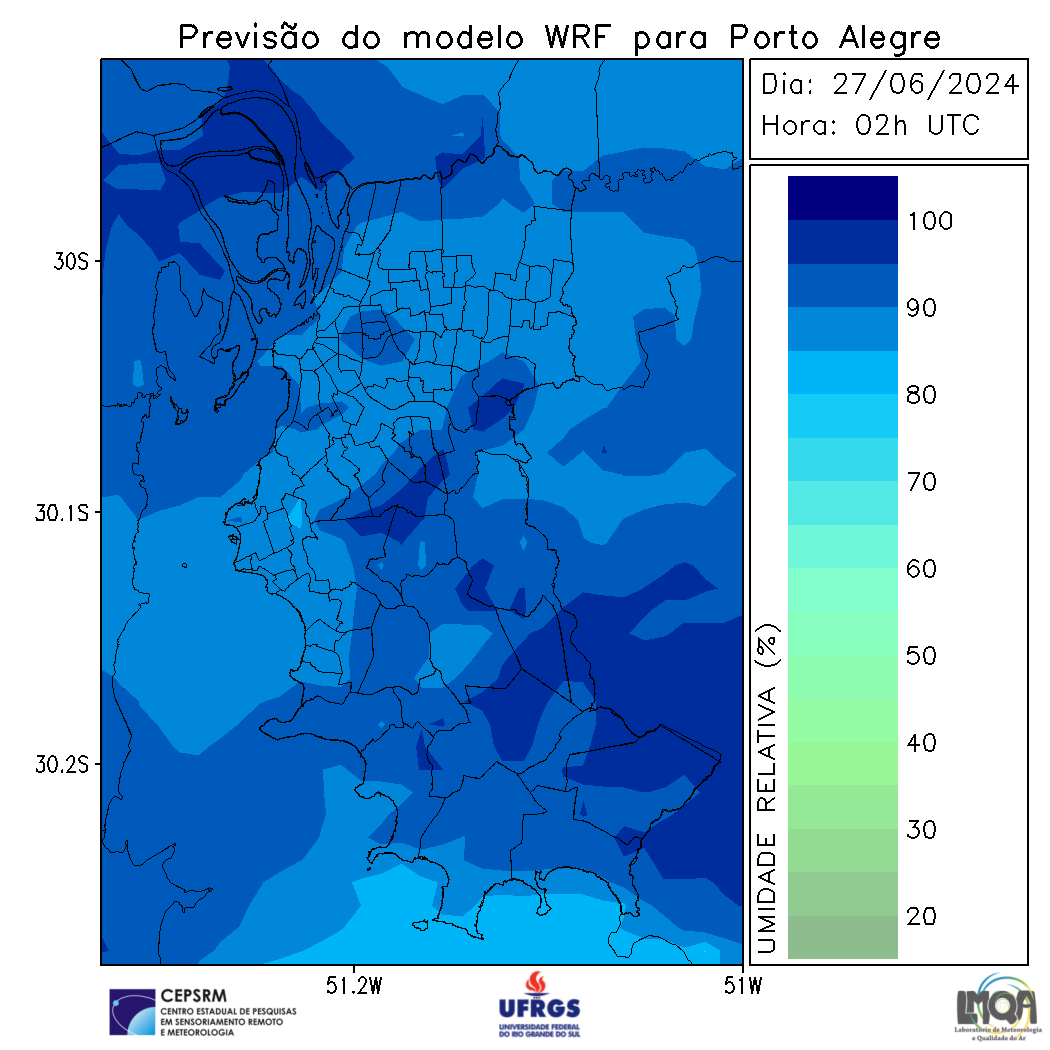 Previsão do modelo WRF para Porto Alegre
Dia: 27/06/2024
Hora: 02h UTC
30S
30.1S
30.2S
51.2W
51W
UMIDADE RELATIVA (%)
100
90
80
70
60
50
40
30
20
CEPSRM
CENTRO ESTADUAL DE PESQUISAS
EM SENSORIAMENTO REMOTO
E METEOROLOGIA
UFRGS
UNIVERSIDADE FEDERAL
DO RIO GRANDE DO SUL
LMQA
Laboratório de Meteorologia
e Qualidade do Ar